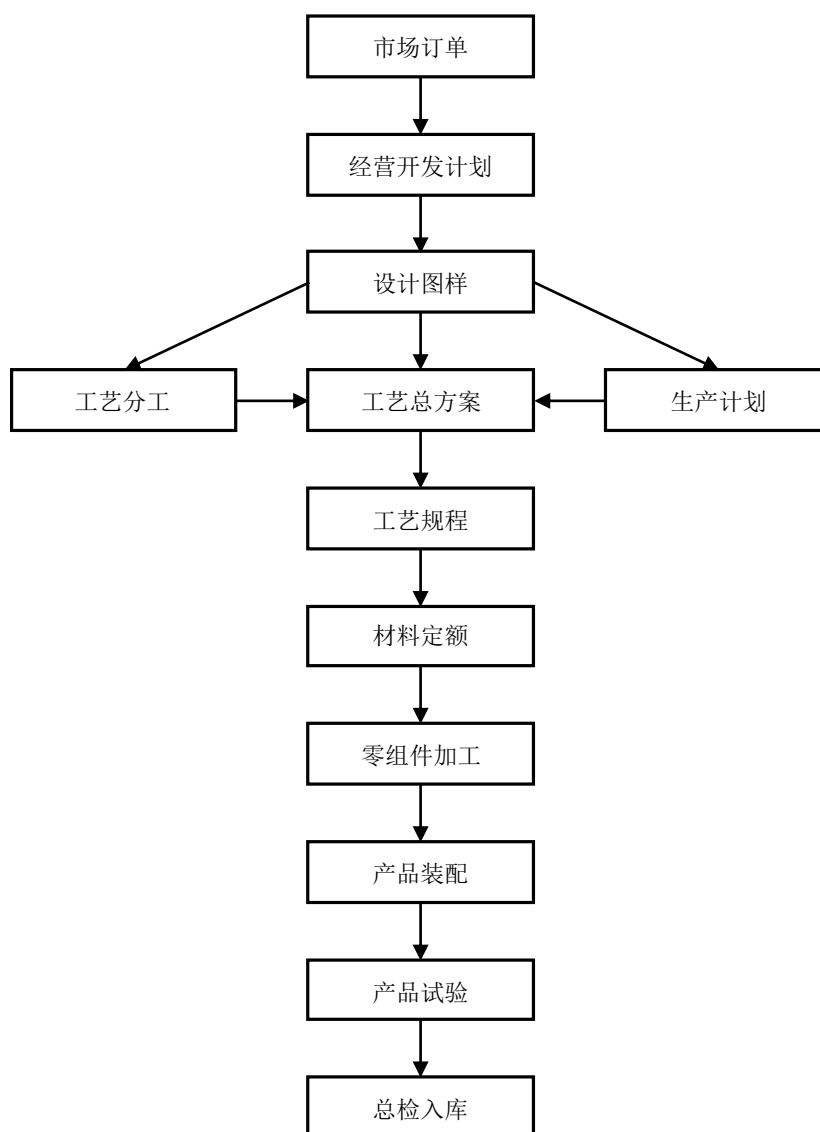 市场订单
经营开发计划
设计图样
工艺分工
工艺总方案
生产计划
工艺规程
材料定额
零组件加工
产品装配
产品试验
总检入库